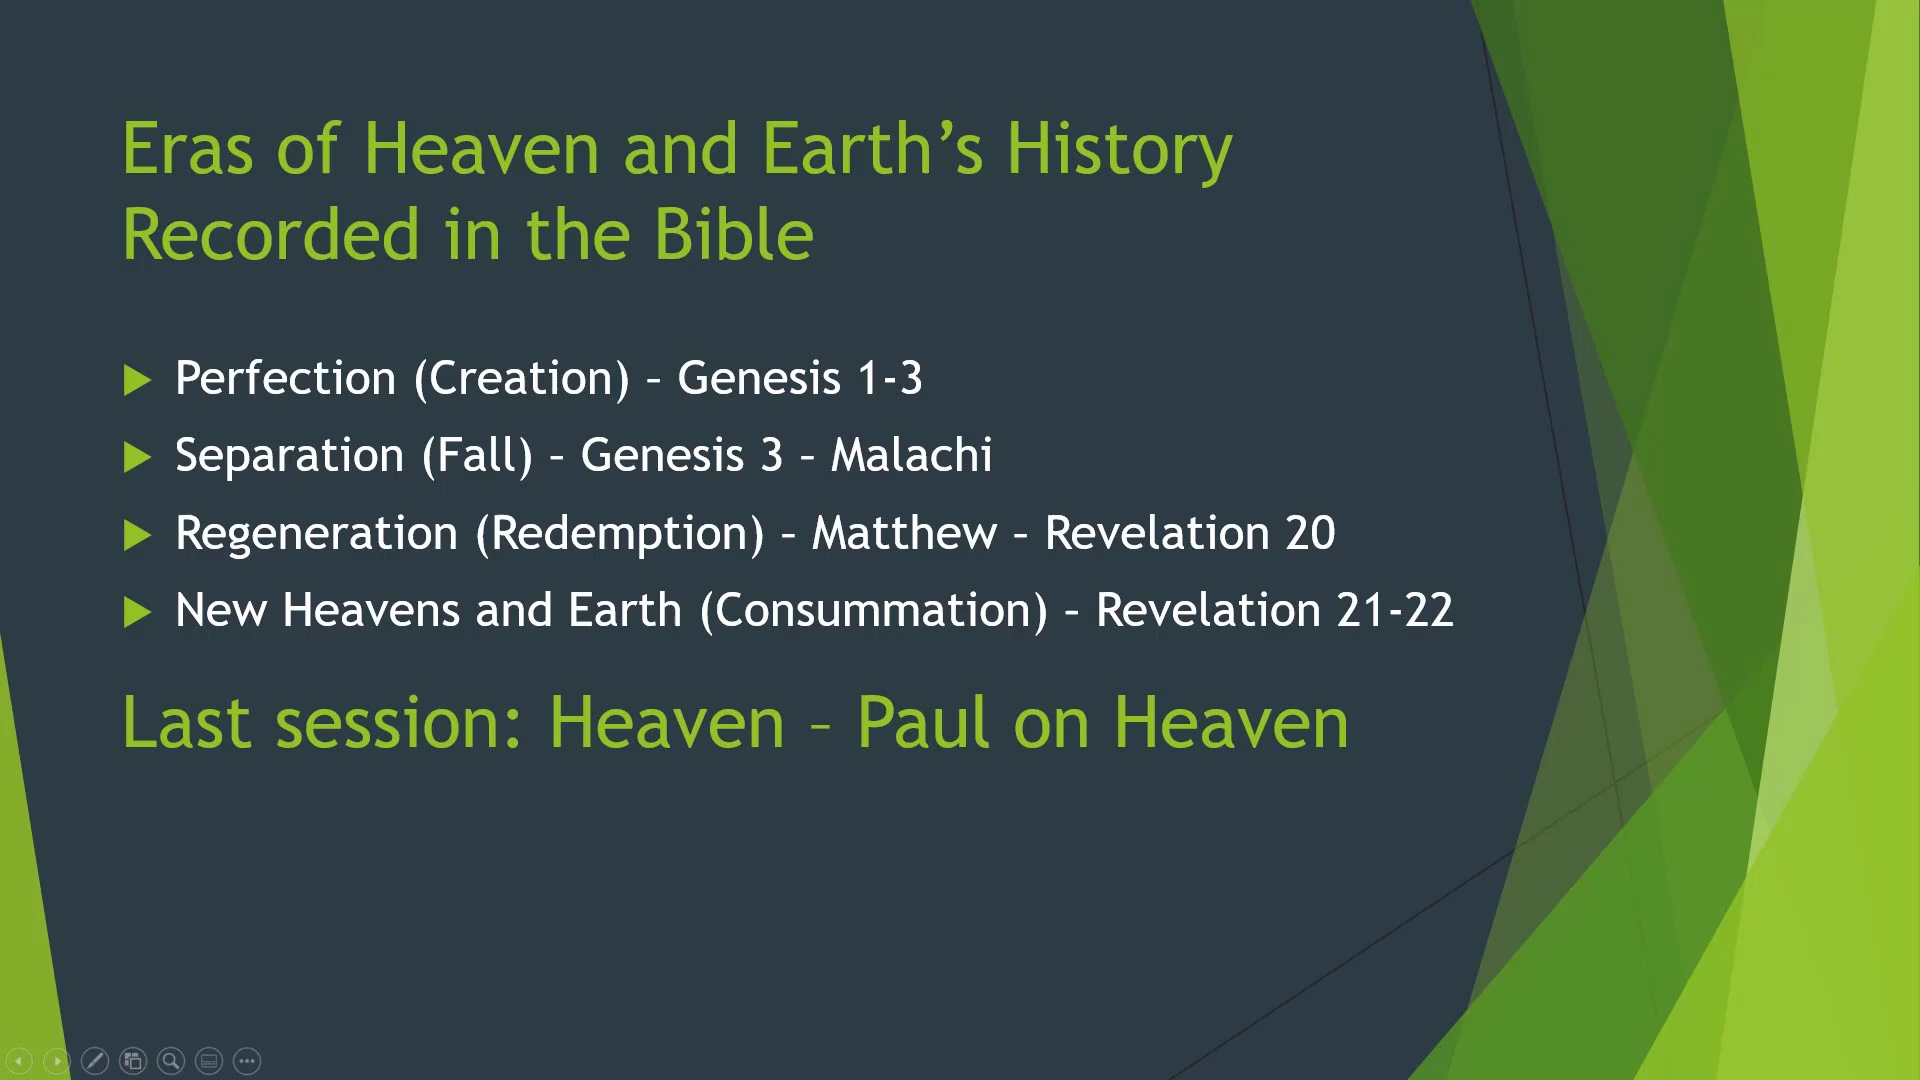 Eras of Heaven and Earth’s History
Recorded in the Bible
Perfection (Creation) – Genesis 1-3
Separation (Fall) – Genesis 3 – Malachi
Regeneration (Redemption) – Matthew – Revelation 20
New Heavens and Earth (Consummation) – Revelation 21-22
Last session: Heaven – Paul on Heaven